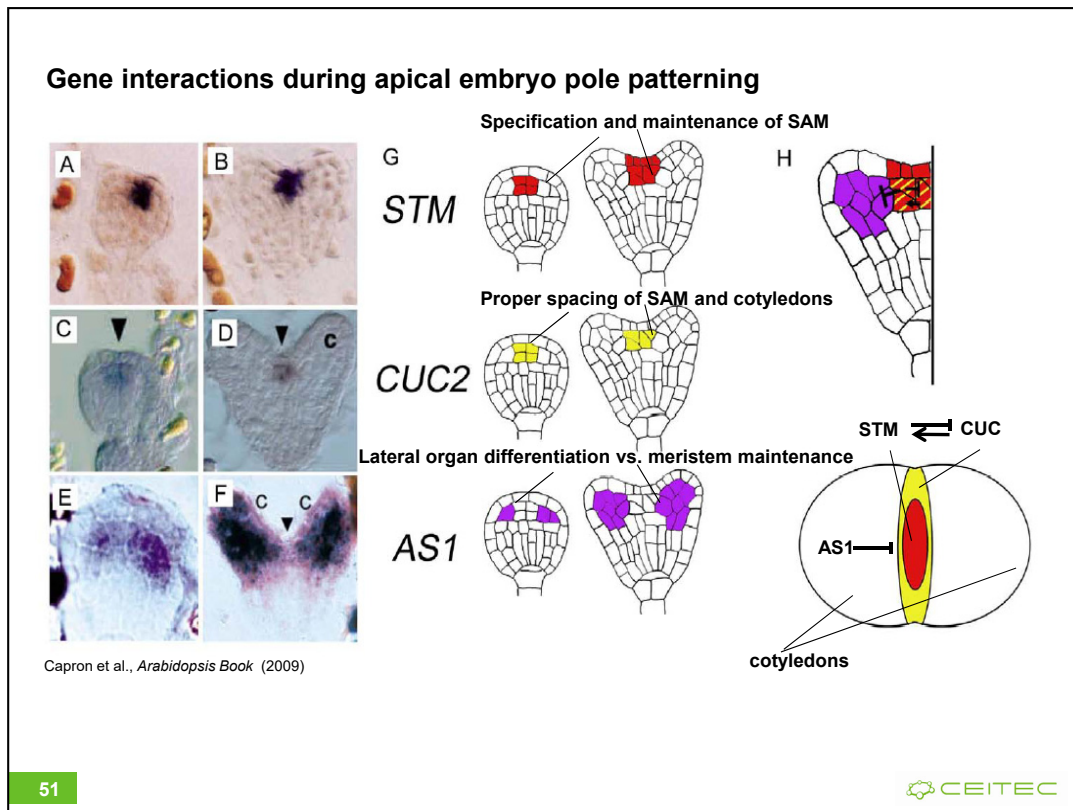 Gene interactions during apical embryo pole patterning
Specification and maintenance of SAM
A
B
G
H
STM
Proper spacing of SAM and cotyledons
C
D
c
CUC2
STM CUC
Lateral organ differentiation vs. meristem maintenance
E
F
C C
AS1
AS1
cotyledons
Capron et al., Arabidopsis Book (2009)
51
CEITEC